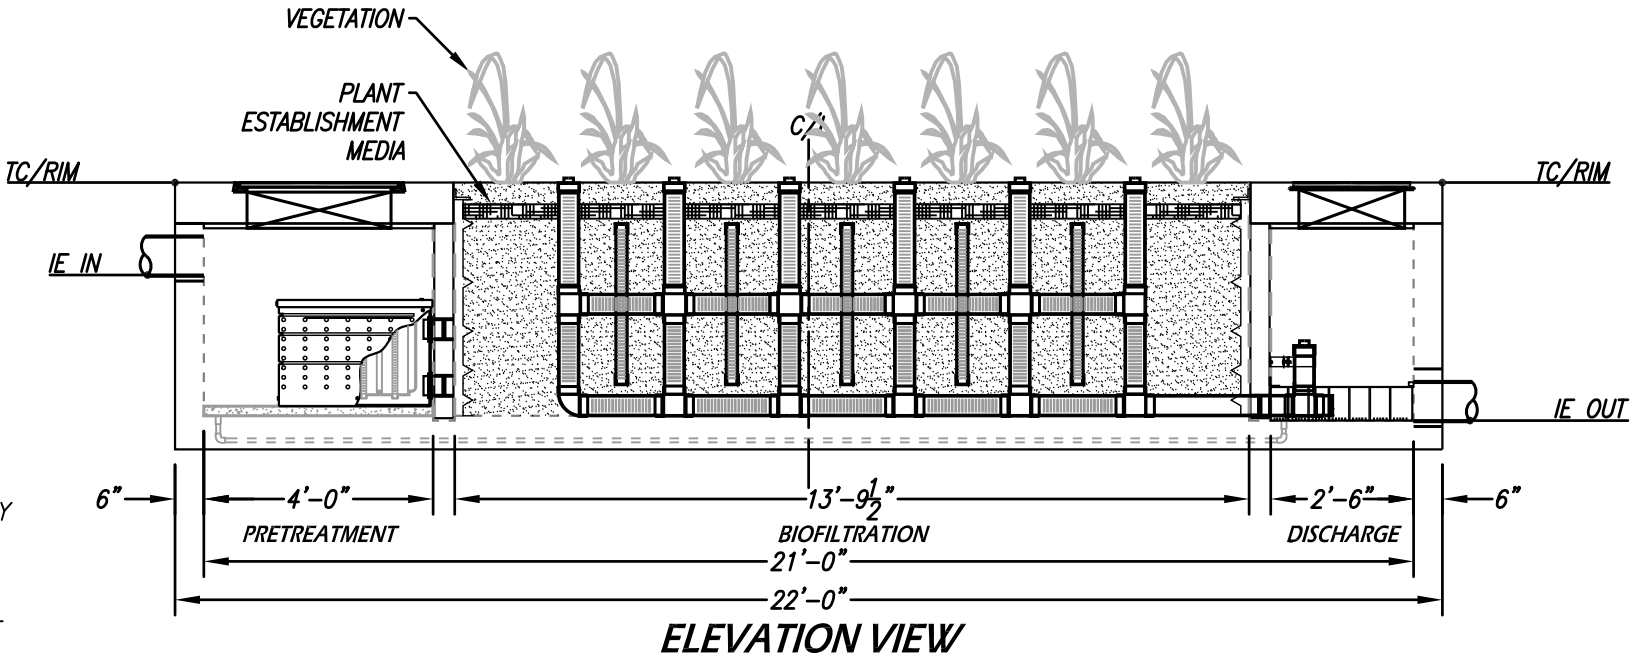 VEGETATION
PLANT
ESTABLISHMENT
MEDIA
C/L
TC/RIM
TC/RIM
IE IN
IE OUT
6" 4'-0" 13'-9 1/2" 2'-6" 6"
Y
PRETREATMENT BIOFILTRATION DISCHARGE
21'-0"
22'-0"
ELEVATION VIEW